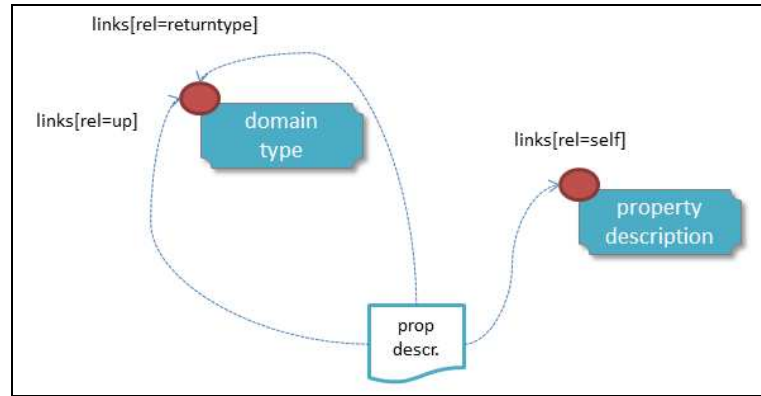 links[rel=returntype]
links[rel=up]
domain
type
links[rel=self]
property
description
prop
descr.